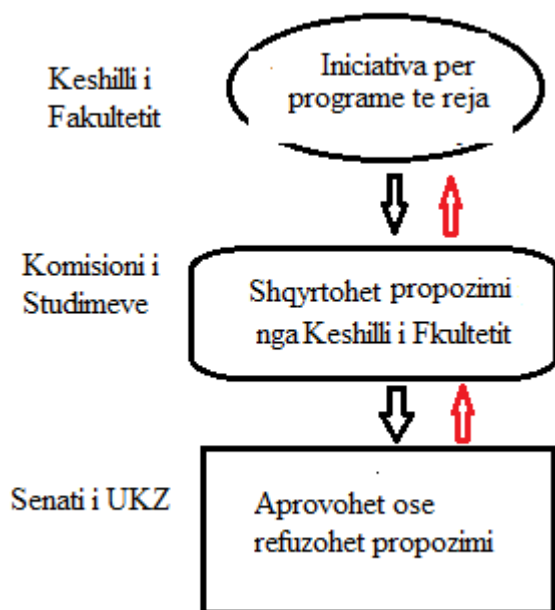 Keshilli i
Fakultetit
Iniciativa per
programe te reja
Komisioni i
Studimeve
Shqyrtohet propozimi
nga Keshilli i Fkultetit
Senati i UKZ
Aprovohet ose
refuzohet propozimi